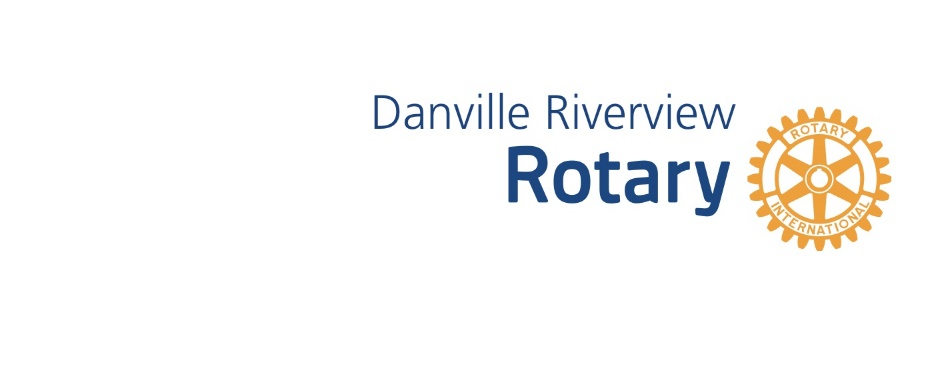 Danville Riverview
Rotary
ROTARY
INTERNATIONAL